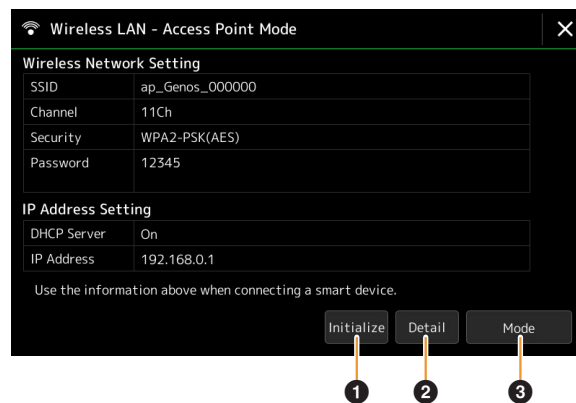 Wireless LAN - Access Point Mode
Wireless Network Setting
SSID ap_Genos_000000
Channel 11Ch
Security WPA2-PSK(AES)
Password 12345
IP Address Setting
DHCP Server On
IP Address 192.168.0.1
Use the information above when connecting a smart device.
Initialize Detail Mode
1 2 3